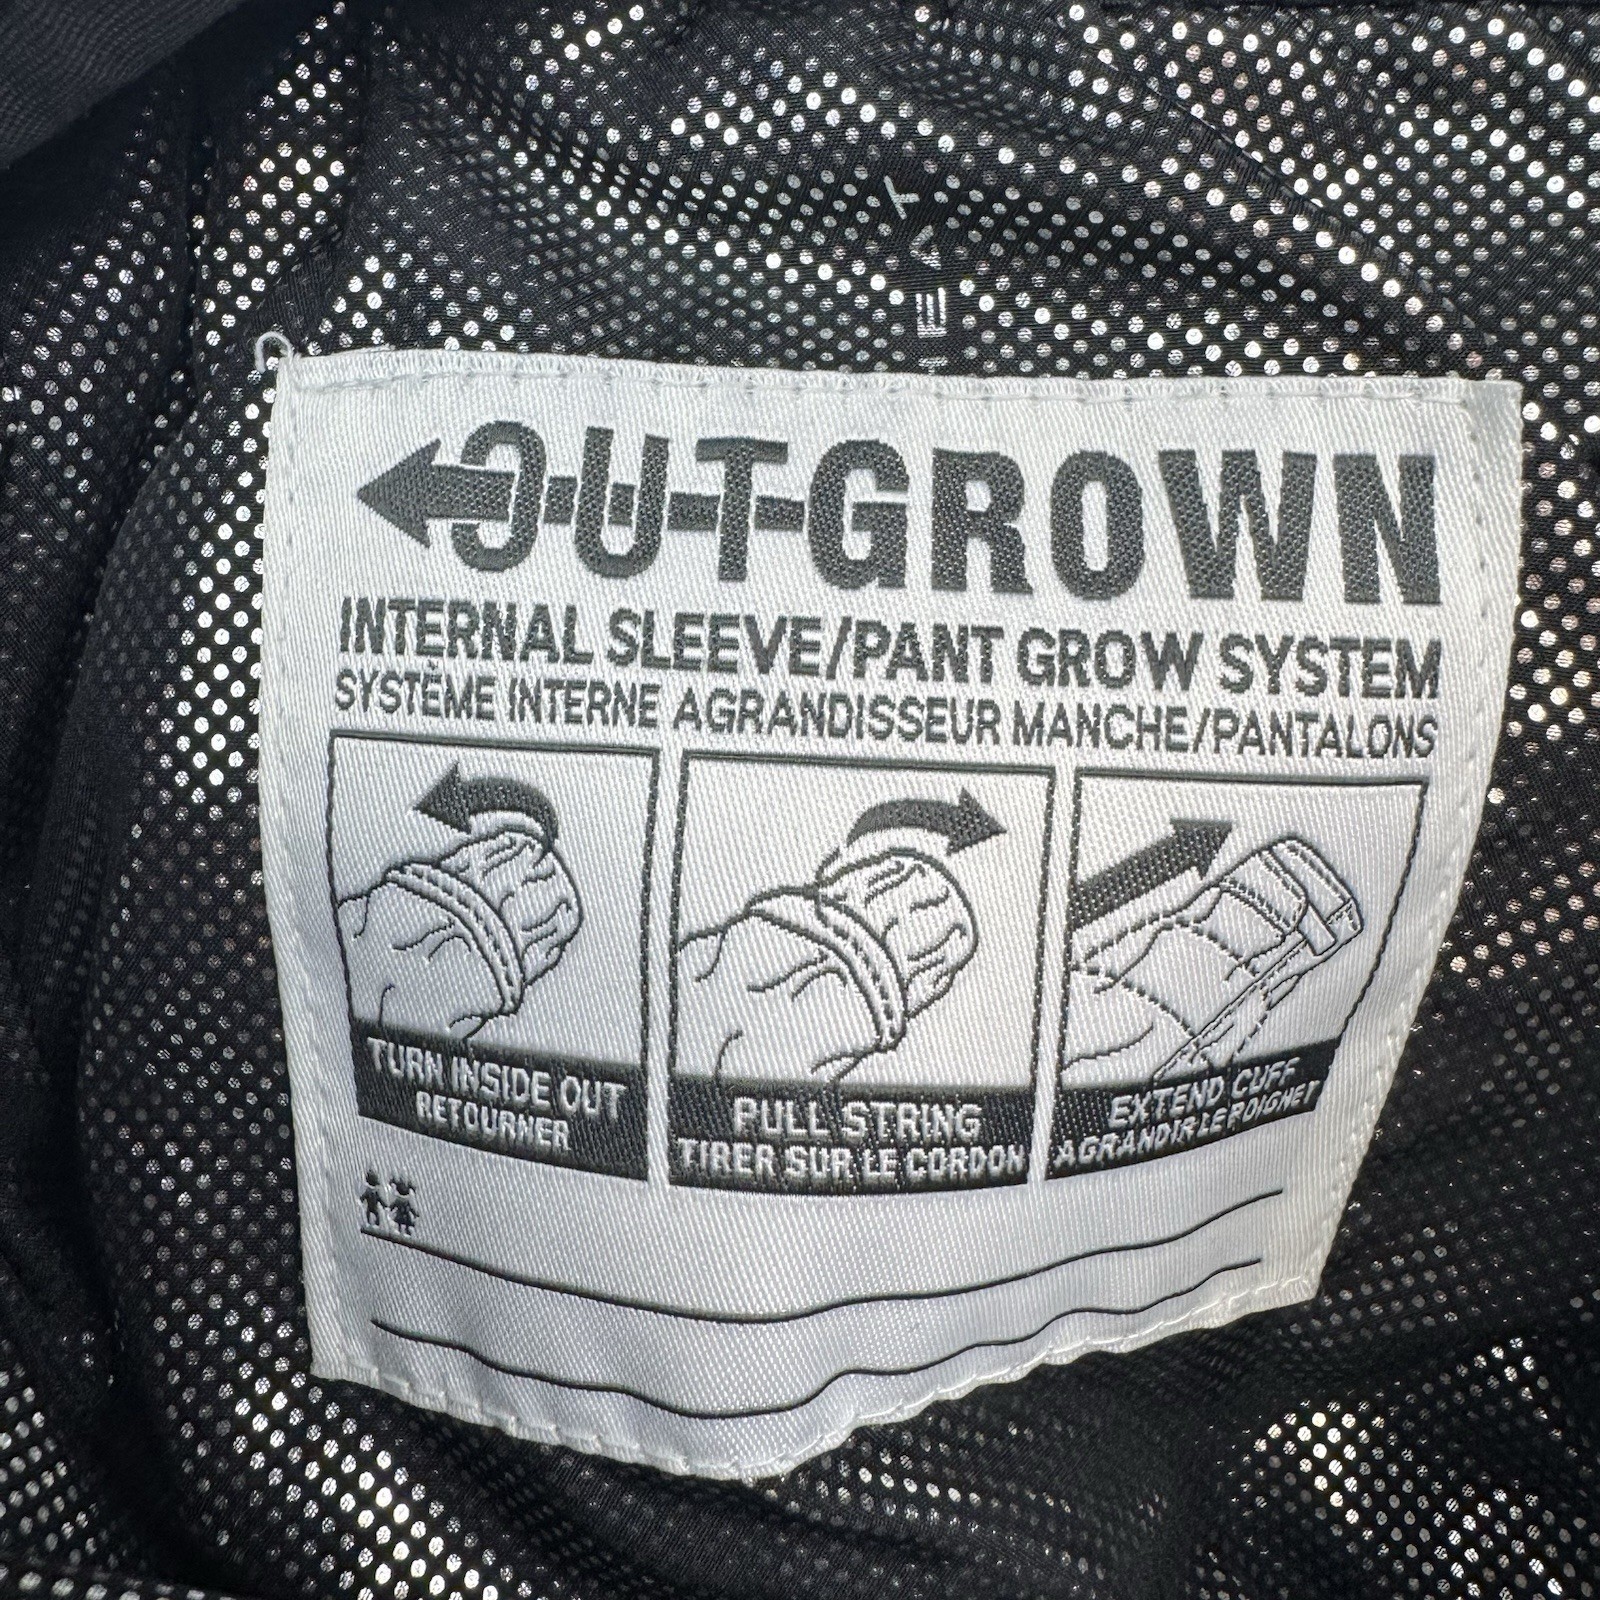 OUTGROWN
INTERNAL SLEEVE/PANT GROW SYSTEM
SYSTÈME INTERNE AGRANDISSEUR MANCHE/PANTALONS
TURN INSIDE OUT
RETOURNER
PULL STRING
TIRER SUR LE CORDON
EXTEND CUFF
AGRANDIR LE POIGNET